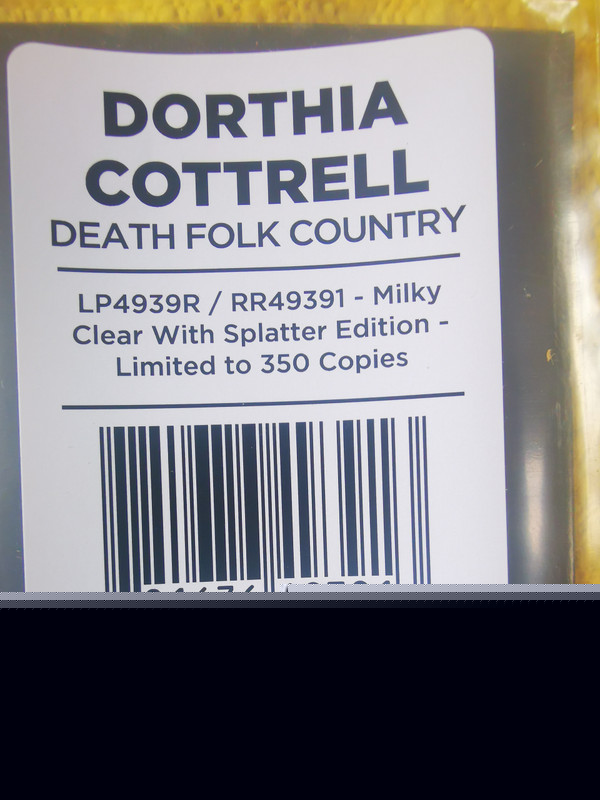 DORTHIA
COTTRELL
DEATH FOLK COUNTRY
LP4939R / RR49391 - Milky
Clear With Splatter Edition -
Limited to 350 Copies